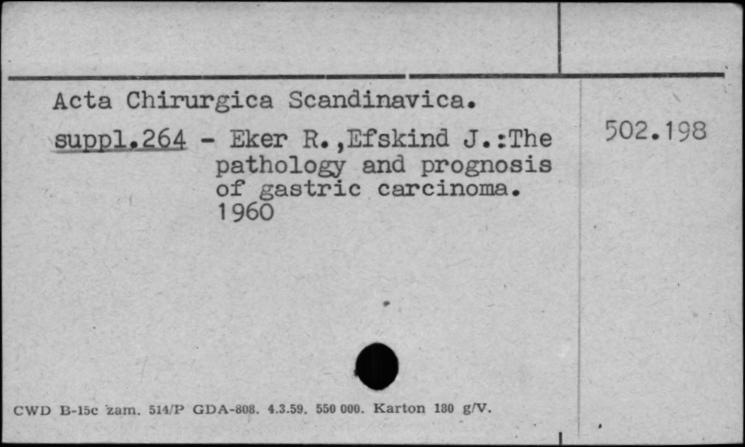 Acta Chirurgica Scandinavica.
suppl.264 - Eker R.,Efskind J.:The
502.198
pathology and prognosis
of gastric carcinoma.
1960
CWD B-15c zam. 514/P GDA-808. 4.3.59. 550 000. Karton 180 g/V.